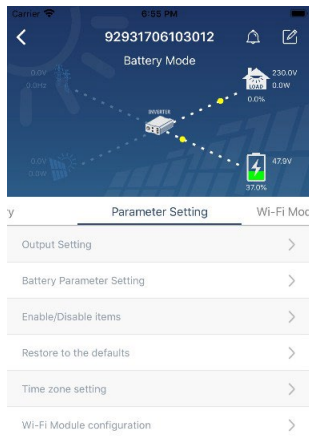 Carrier 6:55 PM
92931706103012
Battery Mode
0.0V
0.0Hz
INVERTER
LOAD
230.0V
0.0W
0.0%
0.0V
0.0W
47.9V
37.0%
y Parameter Setting Wi-Fi Mod
Output Setting
Battery Parameter Setting
Enable/Disable items
Restore to the defaults
Time zone setting
Wi-Fi Module configuration